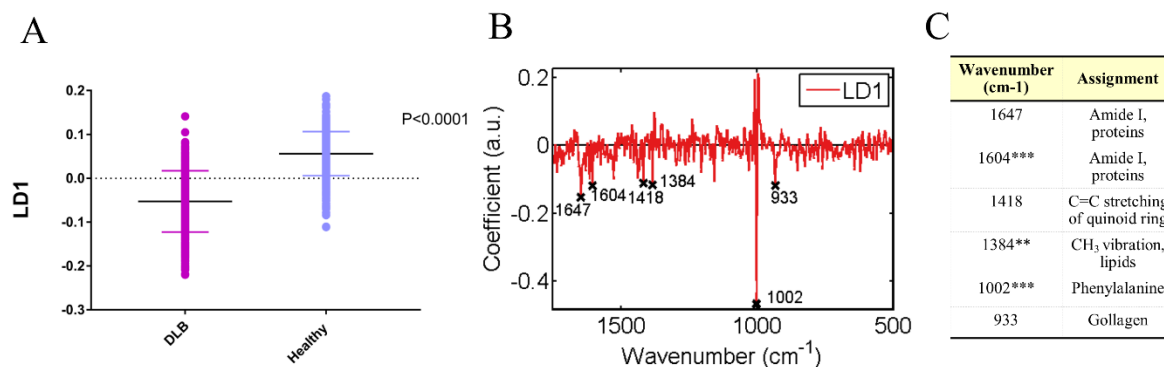 A
LD1
0.2
0.1
0.0
-0.1
-0.2
-0.3
P<0.0001
DLB
Healthy
B
Coefficient (a.u.)
0.2
0
-0.2
-0.4
LD1
1647
1604
1418
1384
1002
933
1500
1000
500
Wavenumber (cm-1)
C
Wavenumber Assignment
(cm-1)
1647 Amide I,
proteins
1604*** Amide I,
proteins
1418 C=C stretching
of quinoid ring
1384** CH3 vibration,
lipids
1002*** Phenylalanine
933 Gollagen